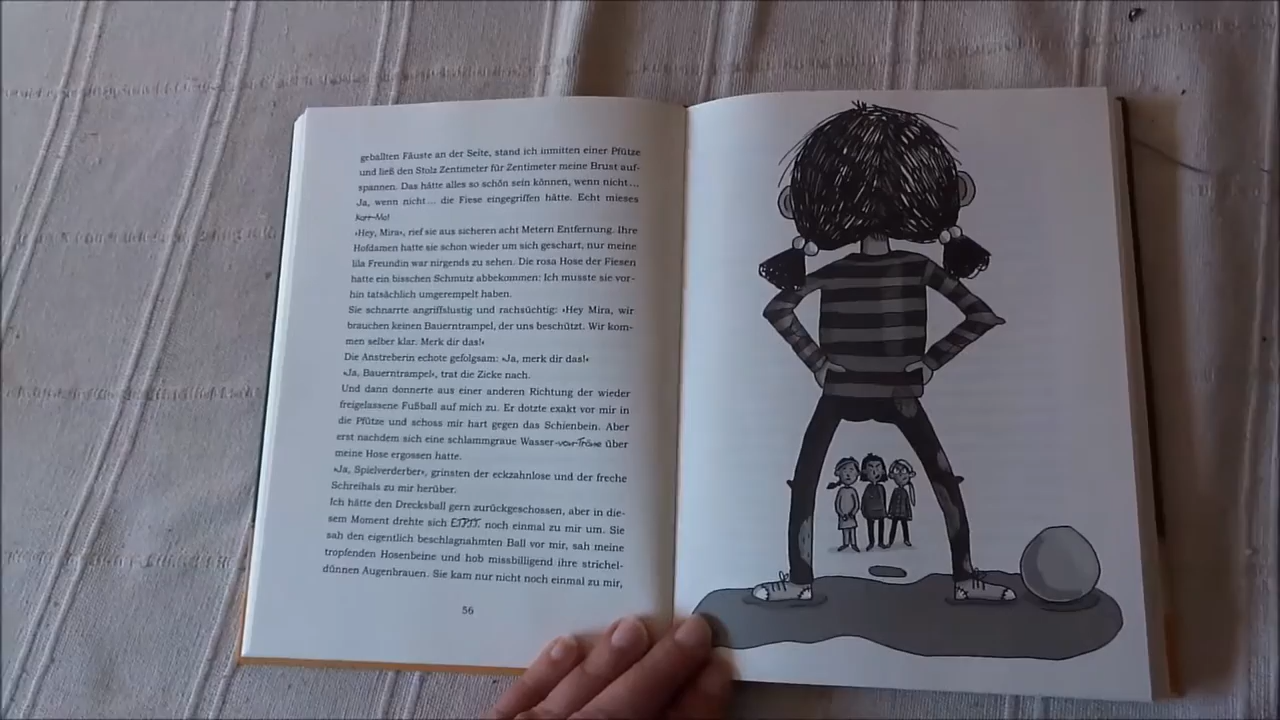 geballten Fäuste an der Seite, stand ich inmitten einer Pfütze
und ließ den Stolz Zentimeter für Zentimeter meine Brust auf-
spannen. Das hätte alles so schön sein können, wenn nicht…
Ja, wenn nicht… die Fiese eingegriffen hätte. Echt mieses
›Hey, Mira‹, rief sie aus sicheren acht Metern Entfernung. Ihre
Hofdamen hatte sie schon wieder um sich geschart, nur meine
lila Freundin war nirgends zu sehen. Die rosa Hose der Fiesen
hatte ein bisschen Schmutz abbekommen: Ich musste sie vor-
hin tatsächlich umgerempelt haben.
Sie schnarrte angriffslustig und rachsüchtig: ›Hey Mira, wir
brauchen keinen Bauerntrampel, der uns beschützt. Wir kom-
men selber klar. Merk dir das!‹
Die Anstreberin echote gefolgsam: ›Ja, merk dir das!‹
›Ja, Bauerntrampel‹, trat die Zicke nach.
Und dann donnerte aus einer anderen Richtung der wieder
freigelassene Fußball auf mich zu. Er dotzte exakt vor mir in
die Pfütze und schoss mir hart gegen das Schienbein. Aber
erst nachdem sich eine schlammgraue Wasser über
meine Hose ergossen hatte.
›Ja, Spielverderber‹, grinsten der eckzahnlose und der freche
Schreihals zu mir herüber.
Ich hätte den Drecksball gern zurückgeschossen, aber in die-
sem Moment drehte sich noch einmal zu mir um. Sie
sah den eigentlich beschlagnahmten Ball vor mir, sah meine
tropfenden Hosenbeine und hob missbilligend ihre strichel-
dünnen Augenbrauen. Sie kam nur nicht noch einmal zu mir,
56